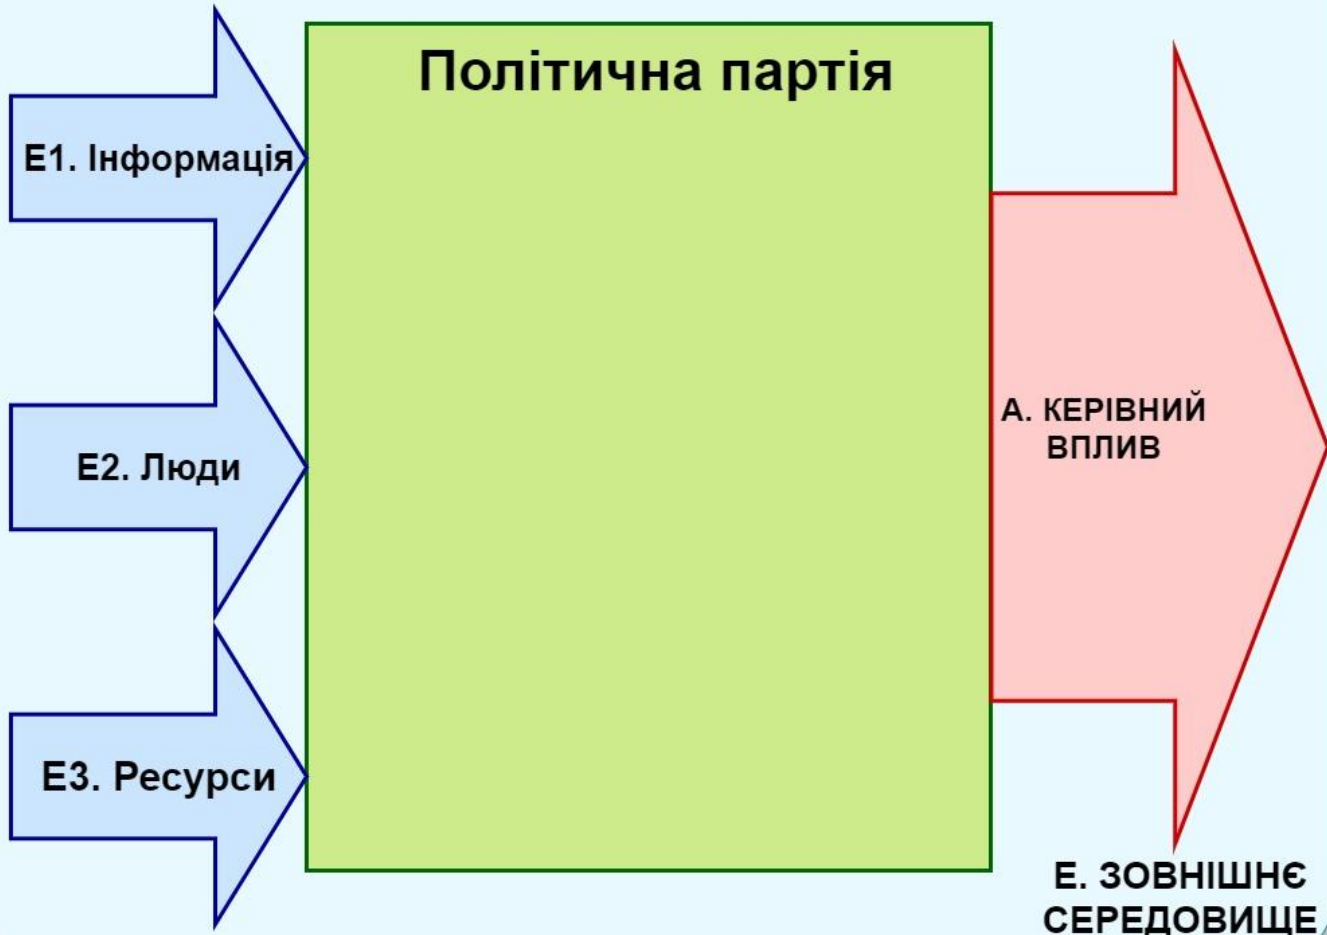 Політична партія
Е1. Інформація
Е2. Люди
Е3. Ресурси
А. КЕРІВНИЙ
ВПЛИВ
Е. ЗОВНІШНЄ
СЕРЕДОВИЩЕ